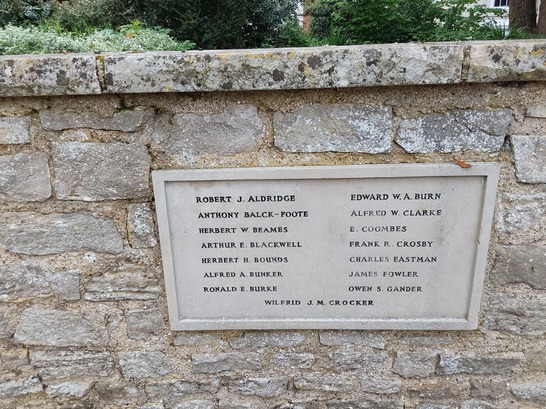 ROBERT J. ALDRIDGE
ANTHONY BALCK-FOOTE
HERBERT W. BEAMES
ARTHUR E. BLACKWELL
HERBERT H. BOUNDS
ALFRED A. BUNKER
RONALD E. BURKE
EDWARD W. A. BURN
ALFRED W. CLARKE
E. COOMBES
FRANK R. CROSBY
CHARLES EASTMAN
JAMES FOWLER
OWEN S. GANDER
WILFRID J. M. CROCKER